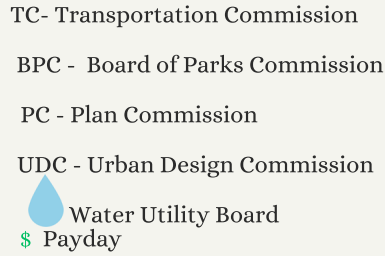 TC- Transportation Commission
BPC - Board of Parks Commission
PC - Plan Commission
UDC - Urban Design Commission
Water Utility Board
$ Payday